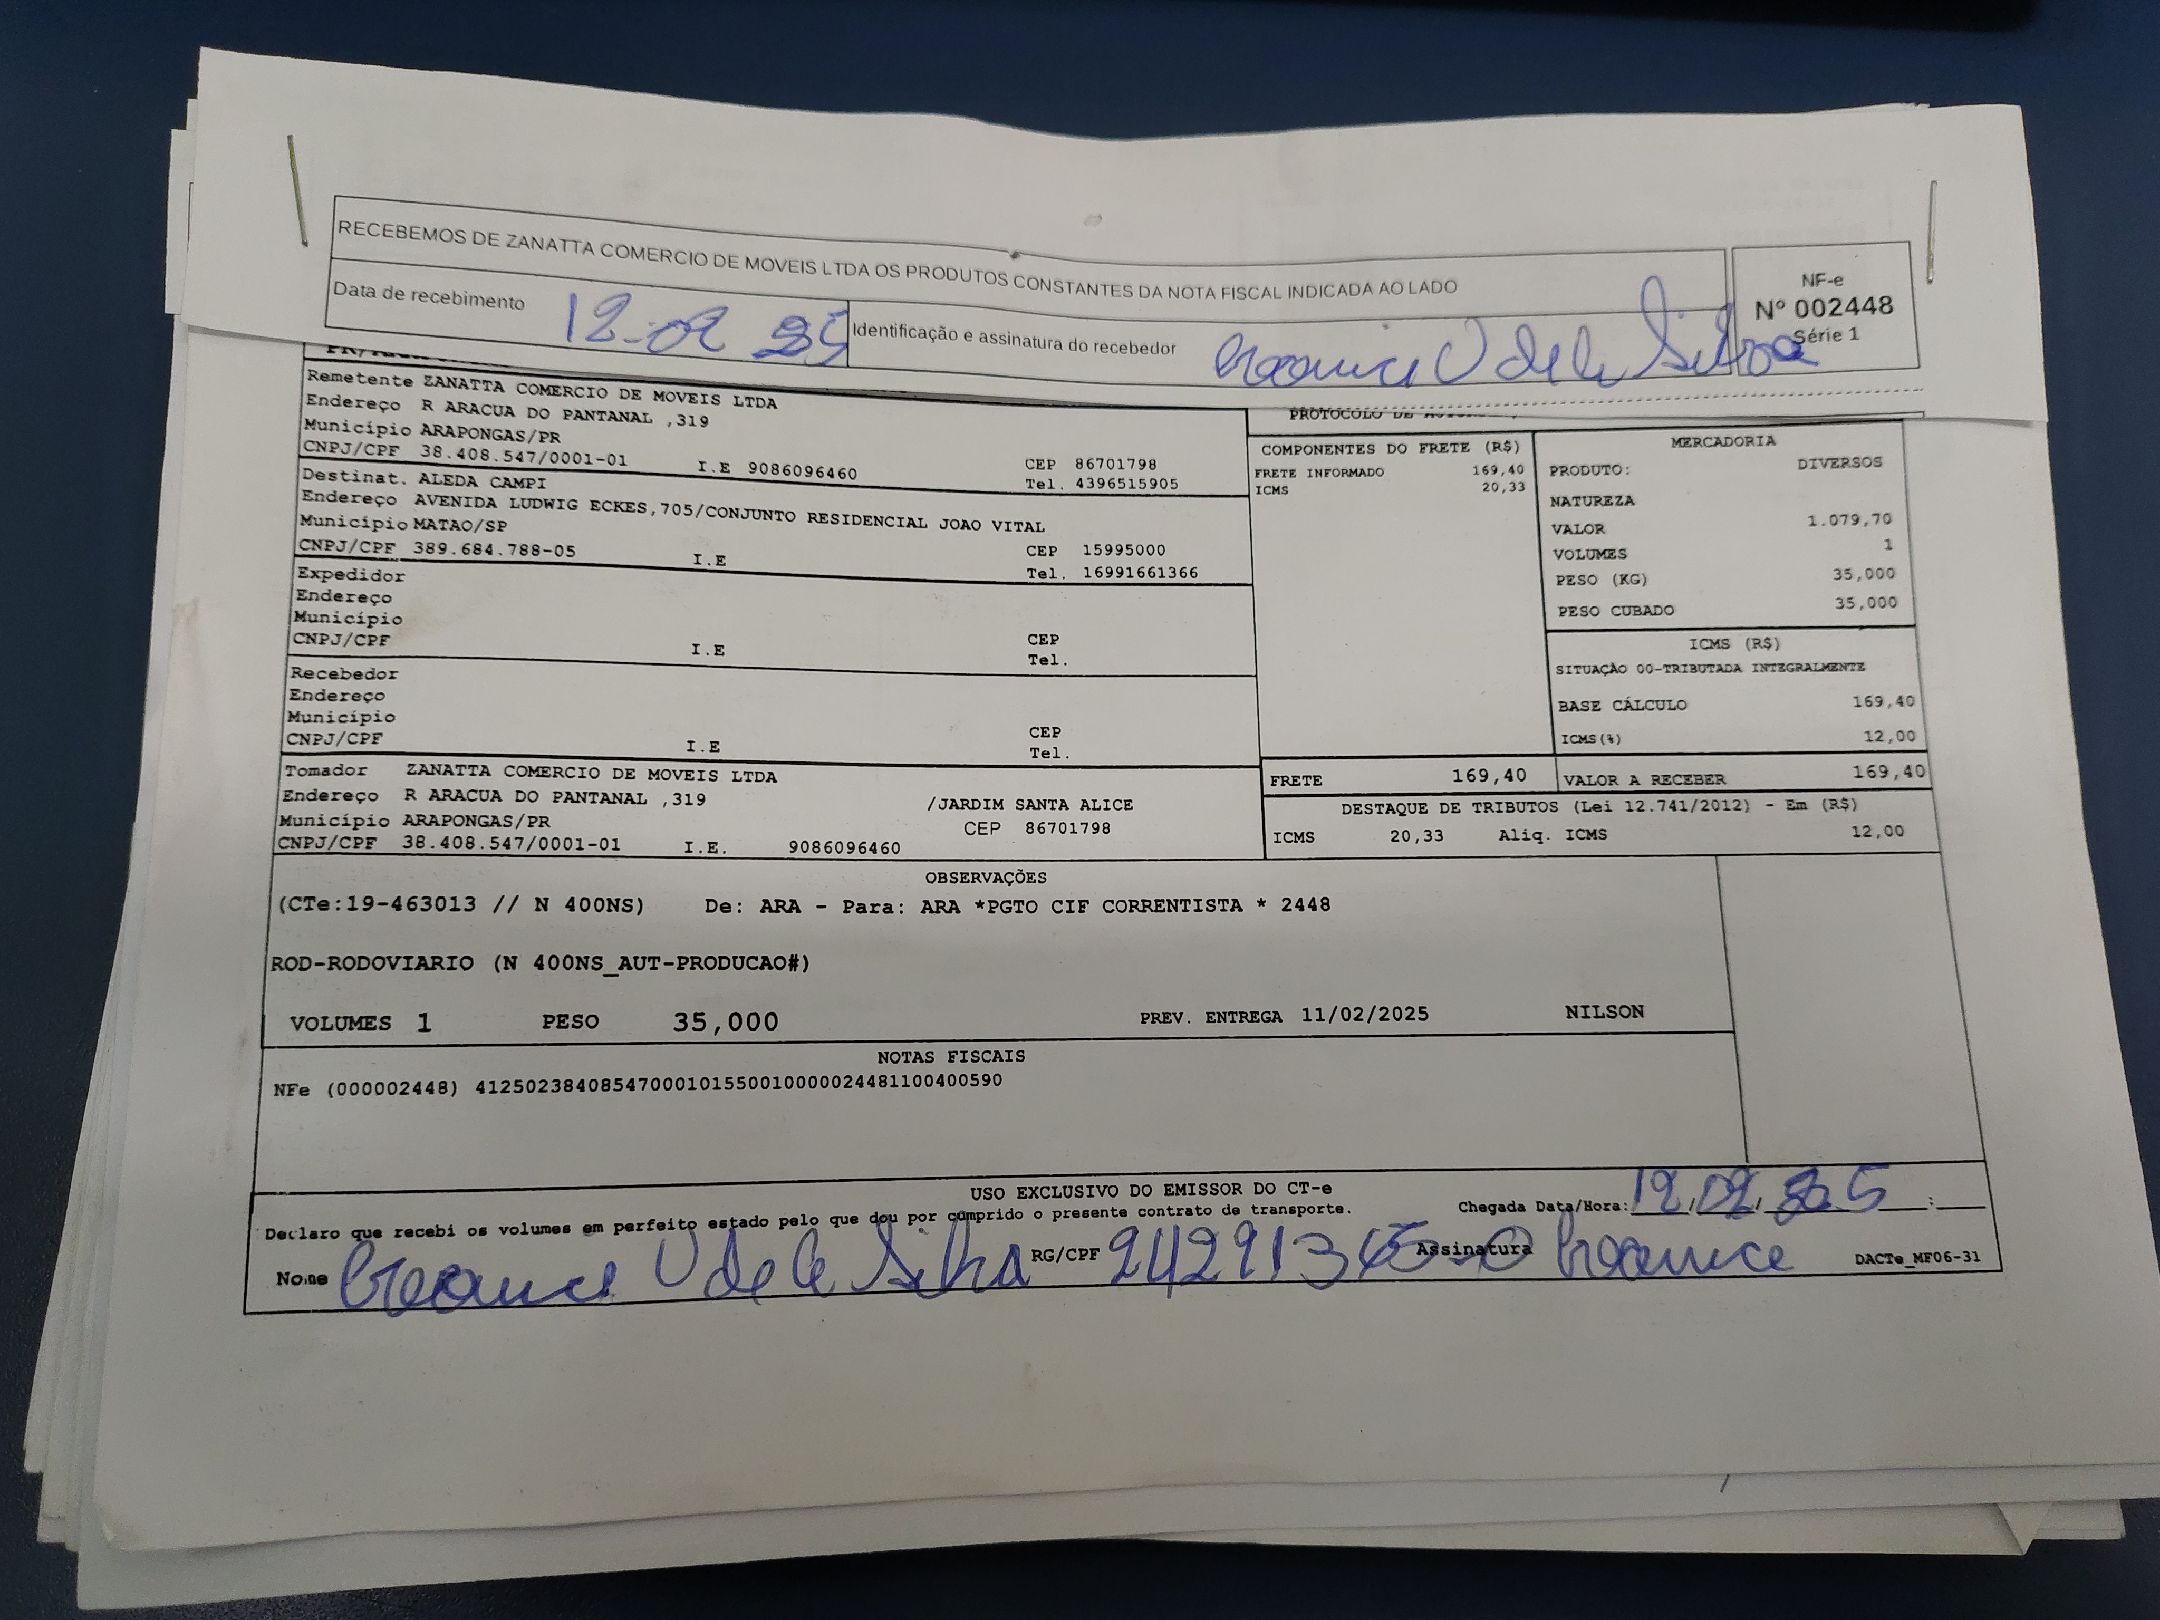 RECEBEMOS DE ZANATTA COMERCIO DE MOVEIS LTDA OS PRODUTOS CONSTANTES DA NOTA FISCAL INDICADA AO LADO
Data de recebimento 12-02
Identificação e assinatura do recebedor da Silva
NF-e
Nº 002448
Série 1
Remetente ZANATTA COMERCIO DE MOVEIS LTDA
Endereço R ARACUA DO PANTANAL ,319
Município ARAPONGAS/PR
CNPJ/CPF 38.408.547/0001-01 I.E 9086096460 CEP 86701798
Tel. 4396515905
Destinat. ALEDA CAMPI
Endereço AVENIDA LUDWIG ECKES,705/CONJUNTO RESIDENCIAL JOAO VITAL
Município MATAO/SP
CNPJ/CPF 389.684.788-05 I.E CEP 15995000
Tel. 16991661366
Expedidor
Endereço
Município
CNPJ/CPF I.E CEP
Tel.
Recebedor
Endereço
Município
CNPJ/CPF I.E CEP
Tel.
Tomador ZANATTA COMERCIO DE MOVEIS LTDA
Endereço R ARACUA DO PANTANAL ,319 /JARDIM SANTA ALICE
Município ARAPONGAS/PR CEP 86701798
CNPJ/CPF 38.408.547/0001-01 I.E. 9086096460
PROTOCOLO DE
COMPONENTES DO FRETE (R$)
FRETE INFORMADO 169,40
ICMS 20,33
MERCADORIA
PRODUTO: DIVERSOS
NATUREZA
VALOR 1.079,70
VOLUMES 1
PESO (KG) 35,000
PESO CUBADO 35,000
ICMS (R$)
SITUAÇÃO 00-TRIBUTADA INTEGRALMENTE
BASE CÁLCULO 169,40
ICMS(%) 12,00
FRETE 169,40 VALOR A RECEBER 169,40
DESTAQUE DE TRIBUTOS (Lei 12.741/2012) - Em (R$)
ICMS 20,33 Aliq. ICMS 12,00
OBSERVAÇÕES
(CTe:19-463013 // N 400NS) De: ARA - Para: ARA *PGTO CIF CORRENTISTA * 2448
ROD-RODOVIARIO (N 400NS_AUT-PRODUCAO#)
VOLUMES 1 PESO 35,000 PREV. ENTREGA 11/02/2025 NILSON
NOTAS FISCAIS
NFe (000002448) 41250238408547000101550010000024481100400590
USO EXCLUSIVO DO EMISSOR DO CT-e
Declaro que recebi os volumes em perfeito estado pelo que dou por cumprido o presente contrato de transporte. Chegada Data/Hora: 12/02/ :
Nome da Silva RG/CPF Assinatura DACTe_MF06-31